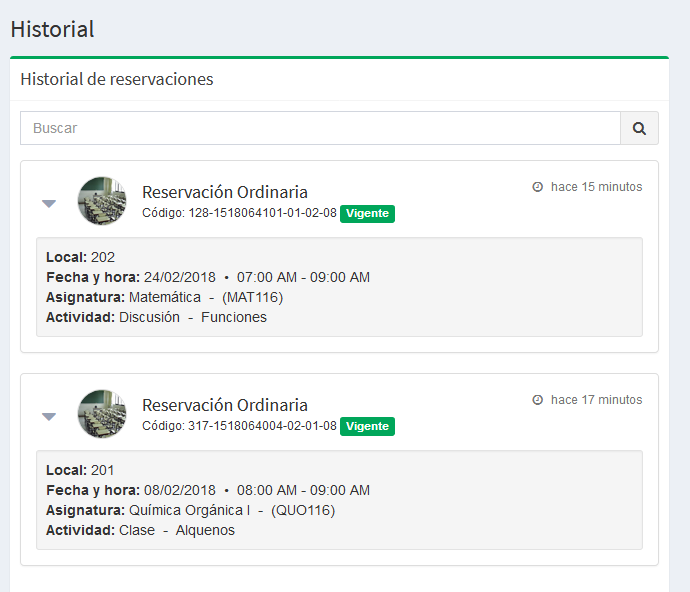 Historial
Historial de reservaciones
Buscar
Reservación Ordinaria
hace 15 minutos
Código: 128-1518064101-01-02-08 Vigente
Local: 202
Fecha y hora: 24/02/2018 • 07:00 AM - 09:00 AM
Asignatura: Matemática - (MAT116)
Actividad: Discusión - Funciones
Reservación Ordinaria
hace 17 minutos
Código: 317-1518064004-02-01-08 Vigente
Local: 201
Fecha y hora: 08/02/2018 • 08:00 AM - 09:00 AM
Asignatura: Química Orgánica I - (QUO116)
Actividad: Clase - Alquenos